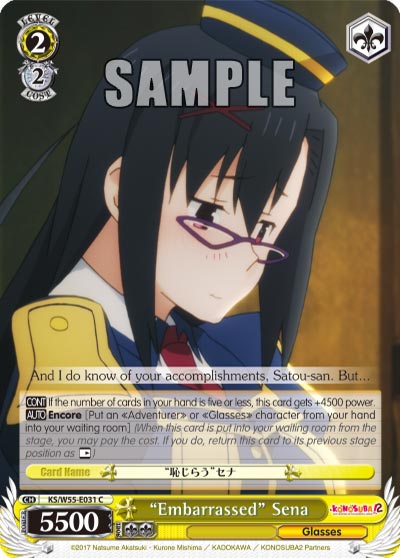 LEVEL
2
2
COST
SAMPLE
And I do know of your accomplishments, Satou-san. But...
CONT If the number of cards in your hand is five or less, this card gets +4500 power.
AUTO Encore [Put an «Adventurer» or «Glasses» character from your hand
into your waiting room] (When this card is put into your waiting room from the
stage, you may pay the cost. If you do, return this card to its previous stage
position as )
Card Name
“恥じらう”セナ
CH KS/W55-E031 C
POWER
5500
“Embarrassed” Sena
KONOSUBA! 2
Glasses
©2017 Natsume Akatsuki・Kurone Mishima / KADOKAWA / KONOSUBA2 Partners